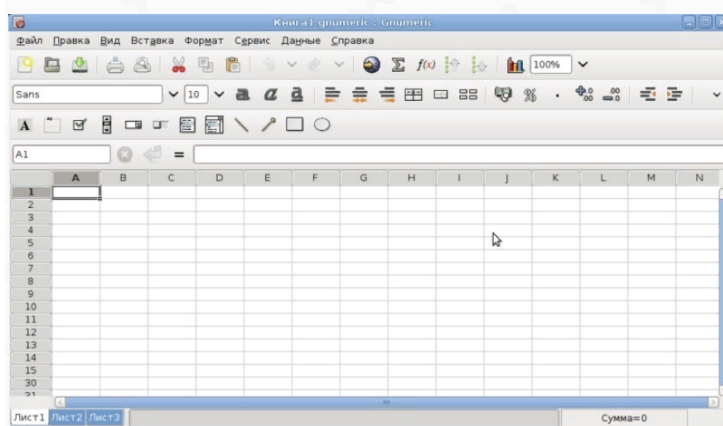 Книга1.gnumeric : Gnumeric
Файл Правка Вид Вставка Формат Сервис Данные Справка
Σ f(x) 100%
Sans 10 a a a % .
A
A1 =
A B C D E F G H I J K L M N
1
2
3
4
5
6
7
8
9
10
11
12
13
14
15
30
31
Лист1 Лист2 Лист3 Сумма=0